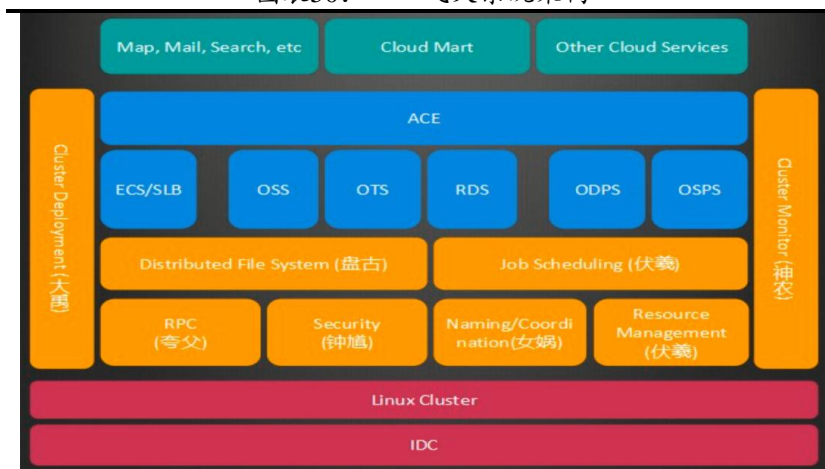 Map, Mail, Search, etc
Cloud Mart
Other Cloud Services
Cluster Deployment (大禹)
ACE
ECS/SLB
OSS
OTS
RDS
ODPS
OSPS
Cluster Monitor (神农)
Distributed File System (盘古)
Job Scheduling (伏羲)
RPC
(夸父)
Security
(钟馗)
Naming/Coordi
nation(女娲)
Resource
Management
(伏羲)
Linux Cluster
IDC